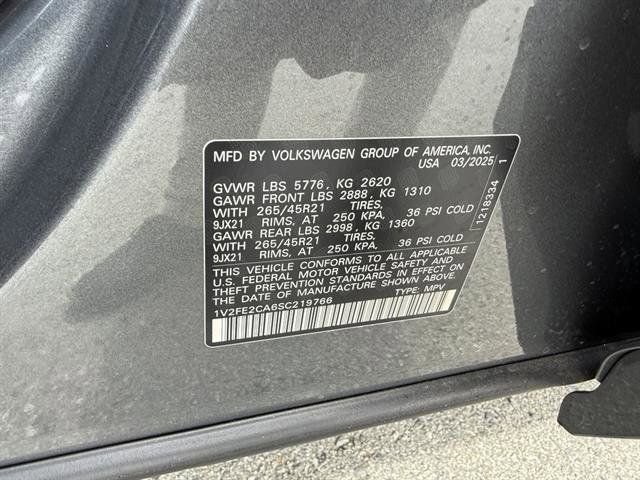 MFD BY VOLKSWAGEN GROUP OF AMERICA, INC.
USA 03/2025
GVWR LBS 5776, KG 2620
GAWR FRONT LBS 2888, KG 1310
WITH 265/45R21 TIRES,
9JX21 RIMS, AT 250 KPA, 36 PSI COLD
GAWR REAR LBS 2998, KG 1360
WITH 265/45R21 TIRES,
9JX21 RIMS, AT 250 KPA, 36 PSI COLD
THIS VEHICLE CONFORMS TO ALL APPLICABLE
U.S. FEDERAL MOTOR VEHICLE SAFETY AND
THEFT PREVENTION STANDARDS IN EFFECT ON
THE DATE OF MANUFACTURE SHOWN ABOVE.
1V2FE2CA6SC219766 TYPE: MPV
1218334 1